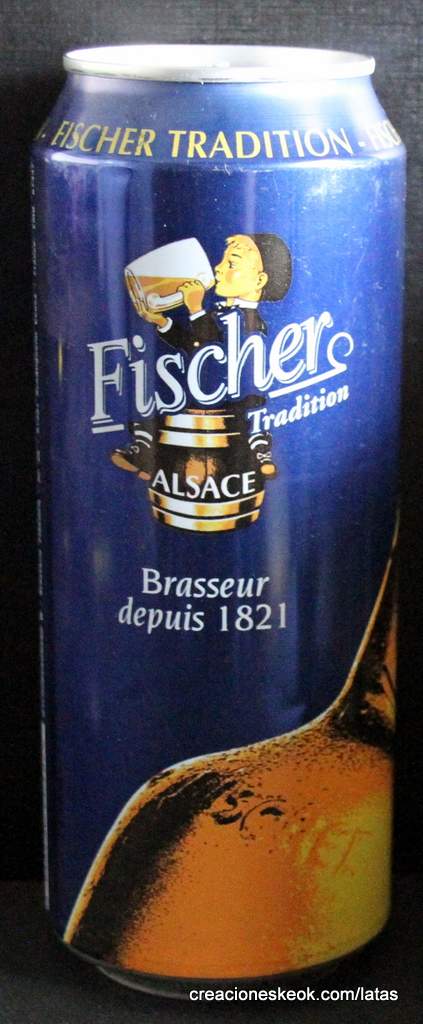 FISCHER TRADITION -
Fischer
Tradition
ALSACE
Brasseur
depuis 1821
creacioneskeok.com/latas